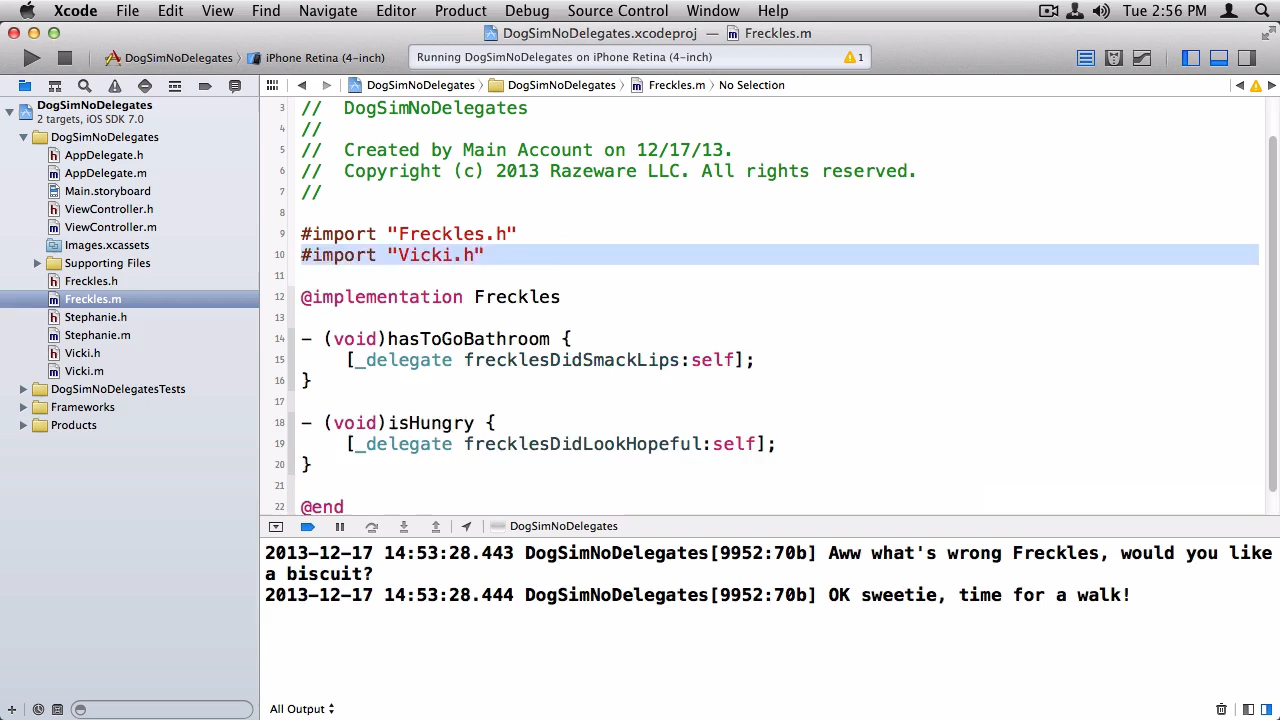 Xcode File Edit View Find Navigate Editor Product Debug Source Control Window Help Tue 2:56 PM
DogSimNoDelegates.xcodeproj — Freckles.m
DogSimNoDelegates 〉 iPhone Retina (4-inch) Running DogSimNoDelegates on iPhone Retina (4-inch) 1
DogSimNoDelegates 〉 DogSimNoDelegates 〉 Freckles.m 〉 No Selection
DogSimNoDelegates
2 targets, iOS SDK 7.0
DogSimNoDelegates
AppDelegate.h
AppDelegate.m
Main.storyboard
ViewController.h
ViewController.m
Images.xcassets
Supporting Files
Freckles.h
Freckles.m
Stephanie.h
Stephanie.m
Vicki.h
Vicki.m
DogSimNoDelegatesTests
Frameworks
Products
3 // DogSimNoDelegates
4 //
5 // Created by Main Account on 12/17/13.
6 // Copyright (c) 2013 Razeware LLC. All rights reserved.
7 //
8
9 #import "Freckles.h"
10 #import "Vicki.h"
11
12 @implementation Freckles
13
14 - (void)hasToGoBathroom {
15 [_delegate frecklesDidSmackLips:self];
16 }
17
18 - (void)isHungry {
19 [_delegate frecklesDidLookHopeful:self];
20 }
21
22 @end
DogSimNoDelegates
2013-12-17 14:53:28.443 DogSimNoDelegates[9952:70b] Aww what's wrong Freckles, would you like
a biscuit?
2013-12-17 14:53:28.444 DogSimNoDelegates[9952:70b] OK sweetie, time for a walk!
All Output